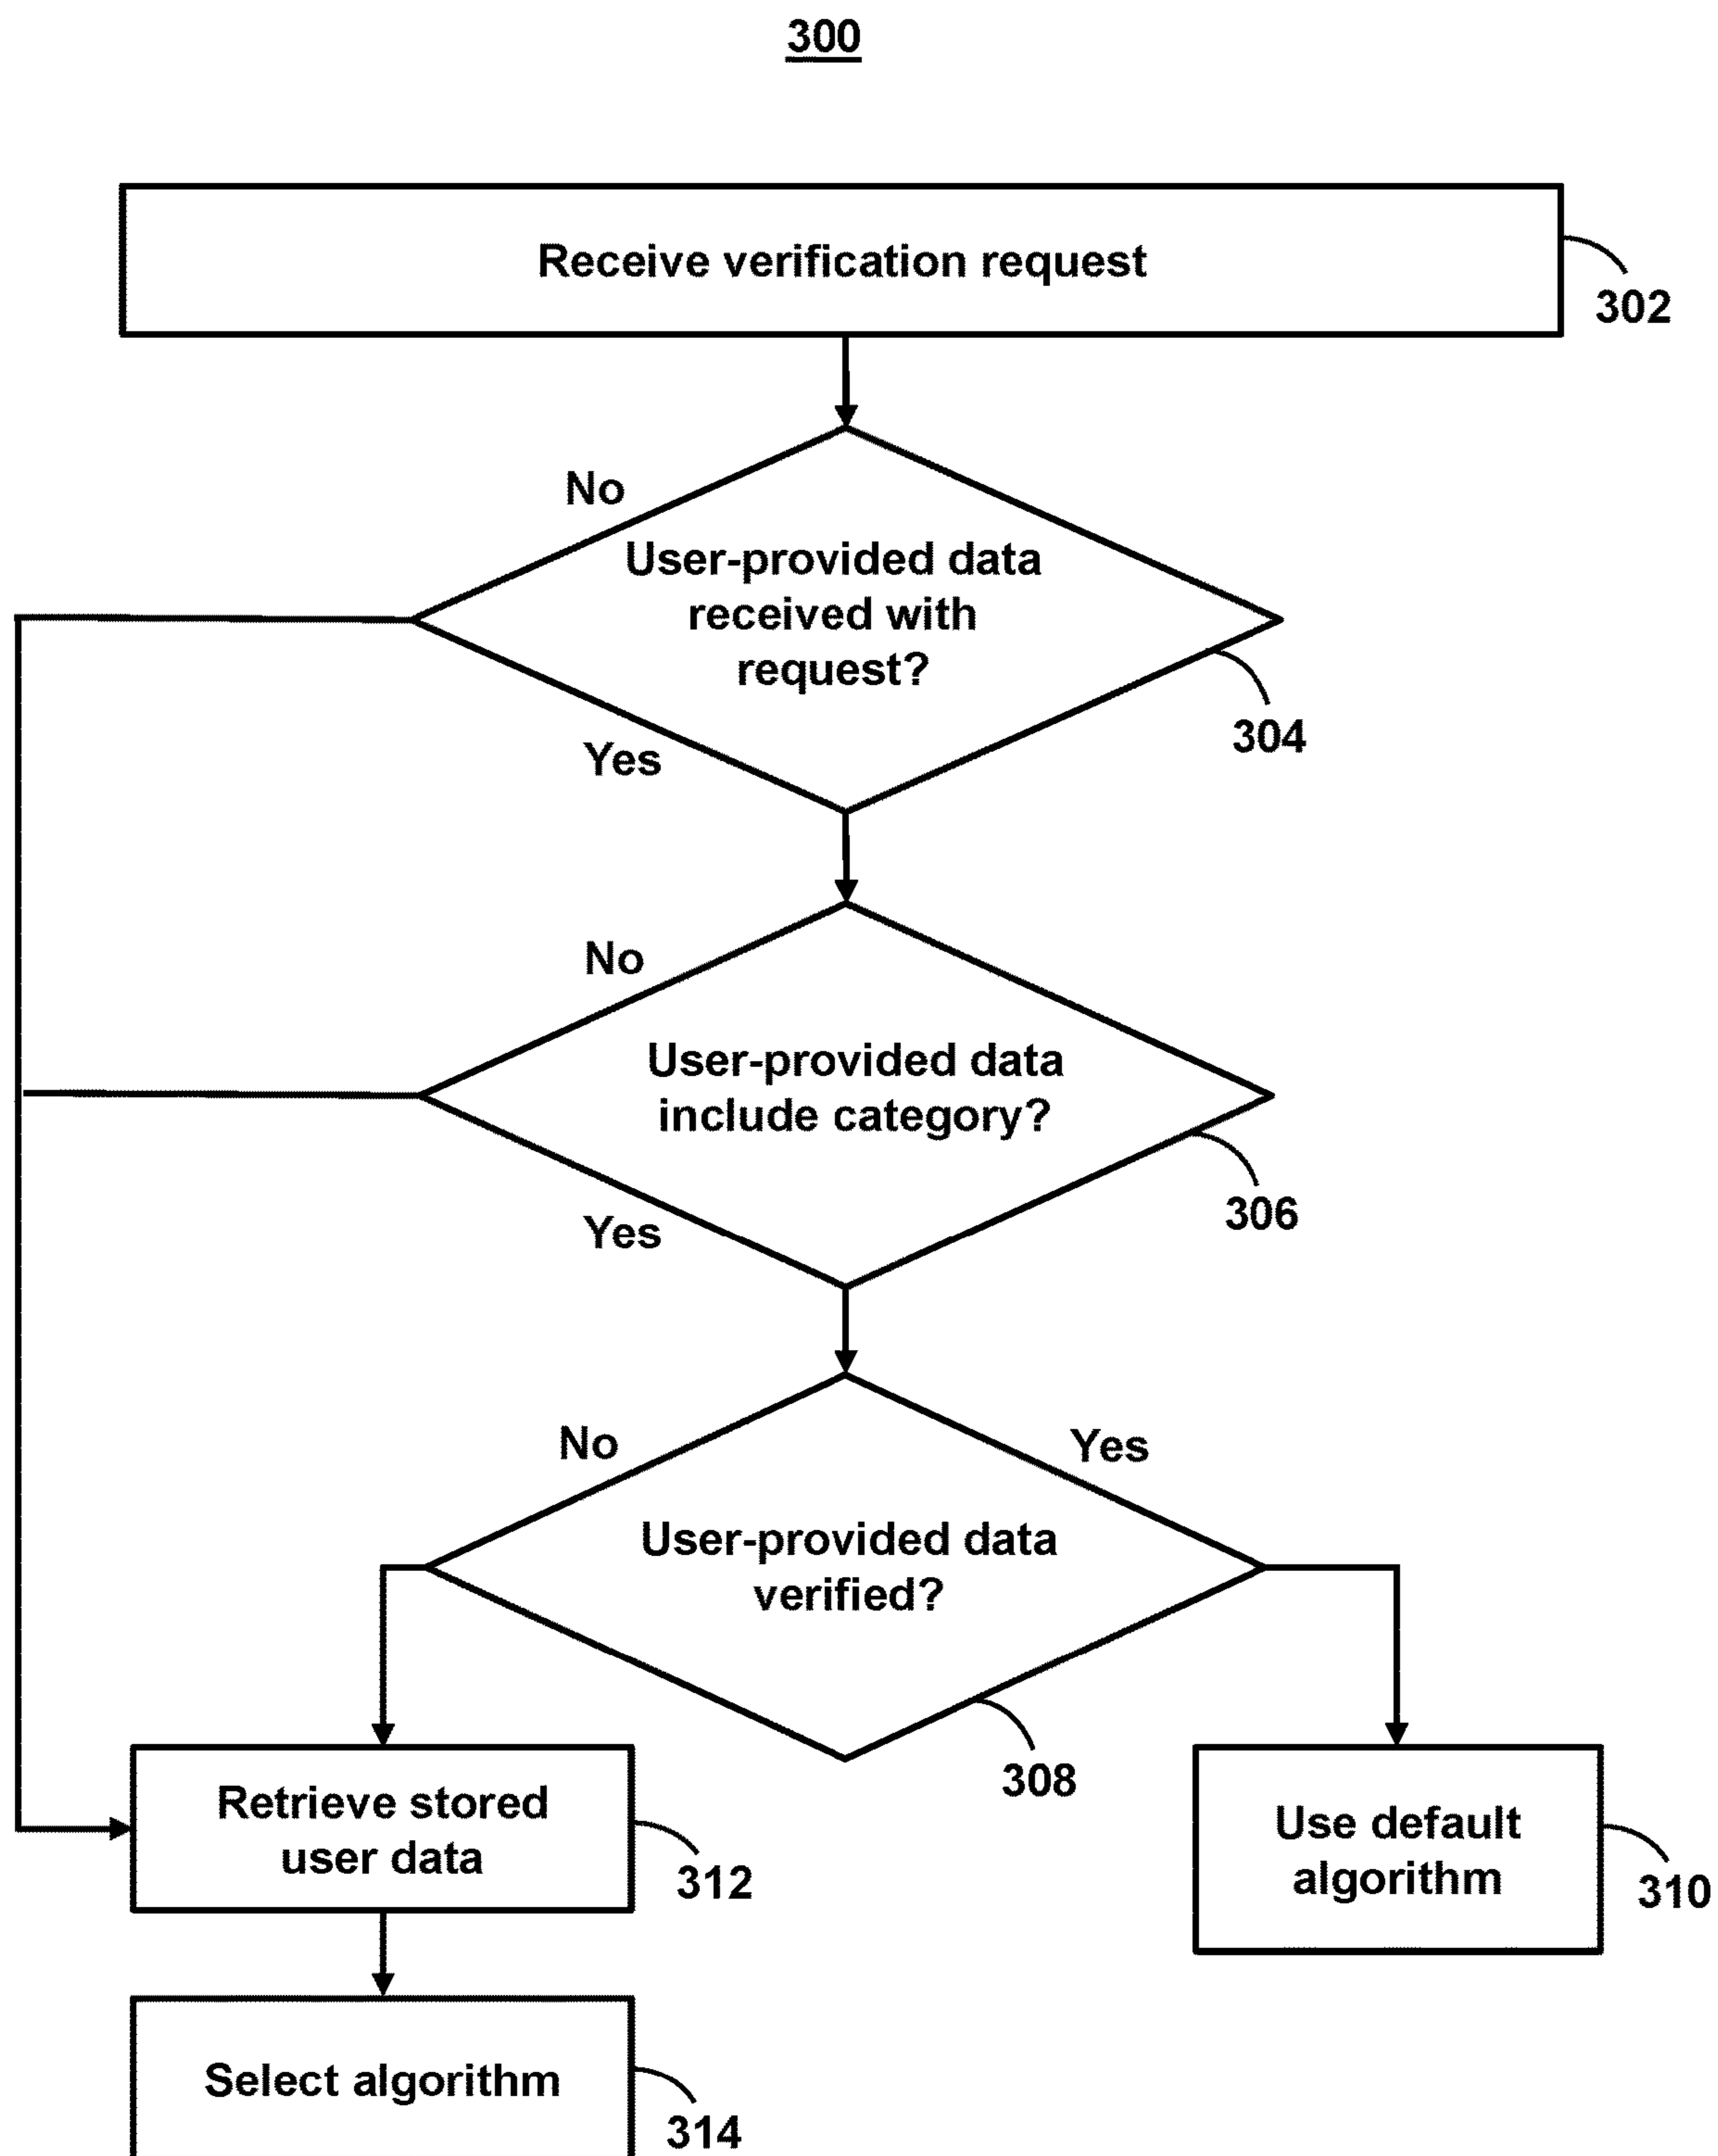 300
Receive verification request
302
No
User-provided data
received with
request?
304
Yes
No
User-provided data
include category?
306
Yes
No
Yes
User-provided data
verified?
308
Retrieve stored
user data
312
Use default
algorithm
310
Select algorithm
314